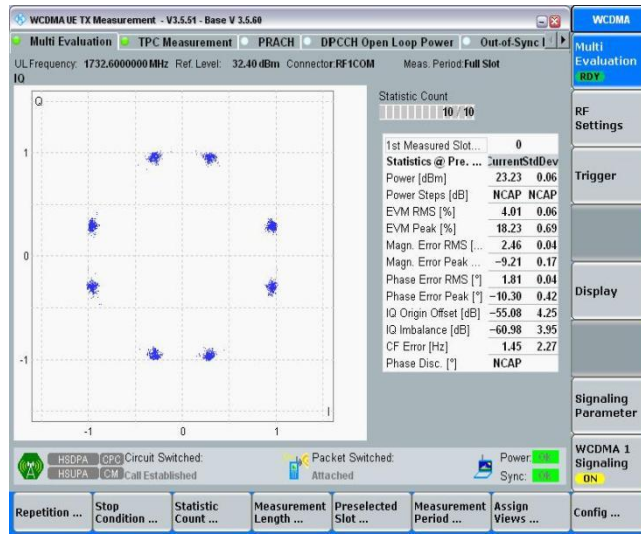 WCDMA UE TX Measurement - V3.5.51 - Base V 3.5.60
WCDMA
Multi Evaluation TPC Measurement PRACH DPCCH Open Loop Power Out-of-Sync
UL Frequency: 1732.6000000 MHz Ref. Level: 32.40 dBm Connector:RF1COM Meas. Period:Full Slot
IQ
Q
1
0
-1
-1 0 1
I
Statistic Count
10 / 10
1st Measured Slot... 0
Statistics @ Pre. ... CurrentStdDev
Power [dBm] 23.23 0.06
Power Steps [dB] NCAP NCAP
EVM RMS [%] 4.01 0.06
EVM Peak [%] 18.23 0.69
Magn. Error RMS [... 2.46 0.04
Magn. Error Peak ... -9.21 0.17
Phase Error RMS [°] 1.81 0.04
Phase Error Peak [°] -10.30 0.42
IQ Origin Offset [dB] -55.08 4.25
IQ Imbalance [dB] -60.98 3.95
CF Error [Hz] 1.45 2.27
Phase Disc. [°] NCAP
Multi
Evaluation
RDY
RF
Settings
Trigger
Display
Signaling
Parameter
WCDMA 1
Signaling
ON
HSDPA CPC Circuit Switched: Packet Switched: Power:
HSUPA CM Call Established Attached Sync:
Repetition ...
Stop
Condition ...
Statistic
Count ...
Measurement
Length ...
Preselected
Slot ...
Measurement
Period ...
Assign
Views ...
Config ...